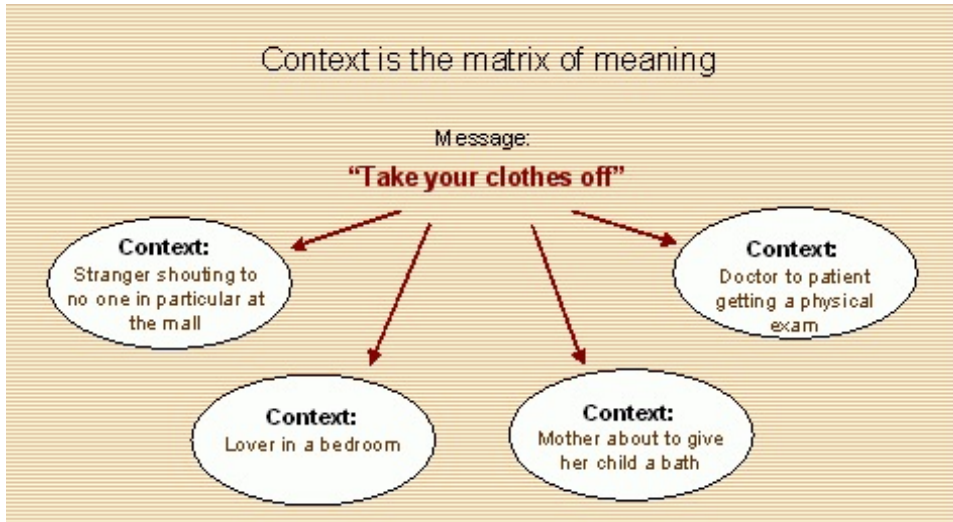 Context is the matrix of meaning
Message:
“Take your clothes off”
Context:
Stranger shouting to
no one in particular at
the mall
Context:
Lover in a bedroom
Context:
Mother about to give
her child a bath
Context:
Doctor to patient
getting a physical
exam